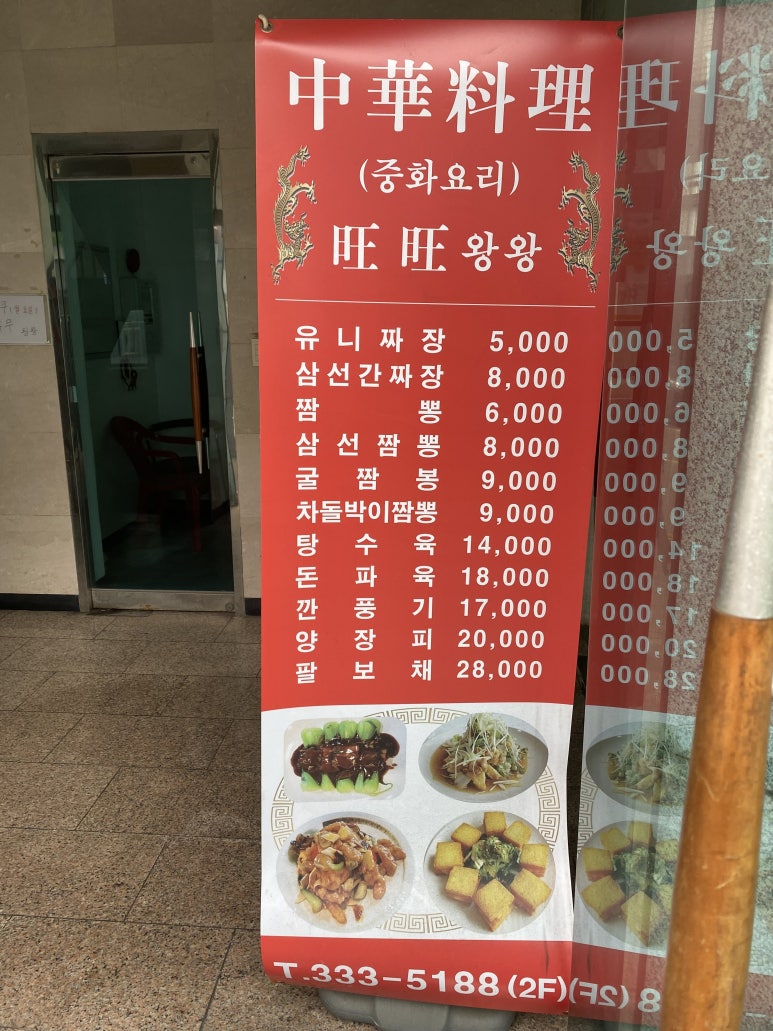 中華料理
(중화요리)
旺旺 왕왕
유니짜장 5,000
삼선간짜장 8,000
짬뽕 6,000
삼선짬뽕 8,000
굴짬봉 9,000
차돌박이짬뽕 9,000
탕수육 14,000
돈파육 18,000
깐풍기 17,000
양장피 20,000
팔보채 28,000
T.333-5188 (2F)